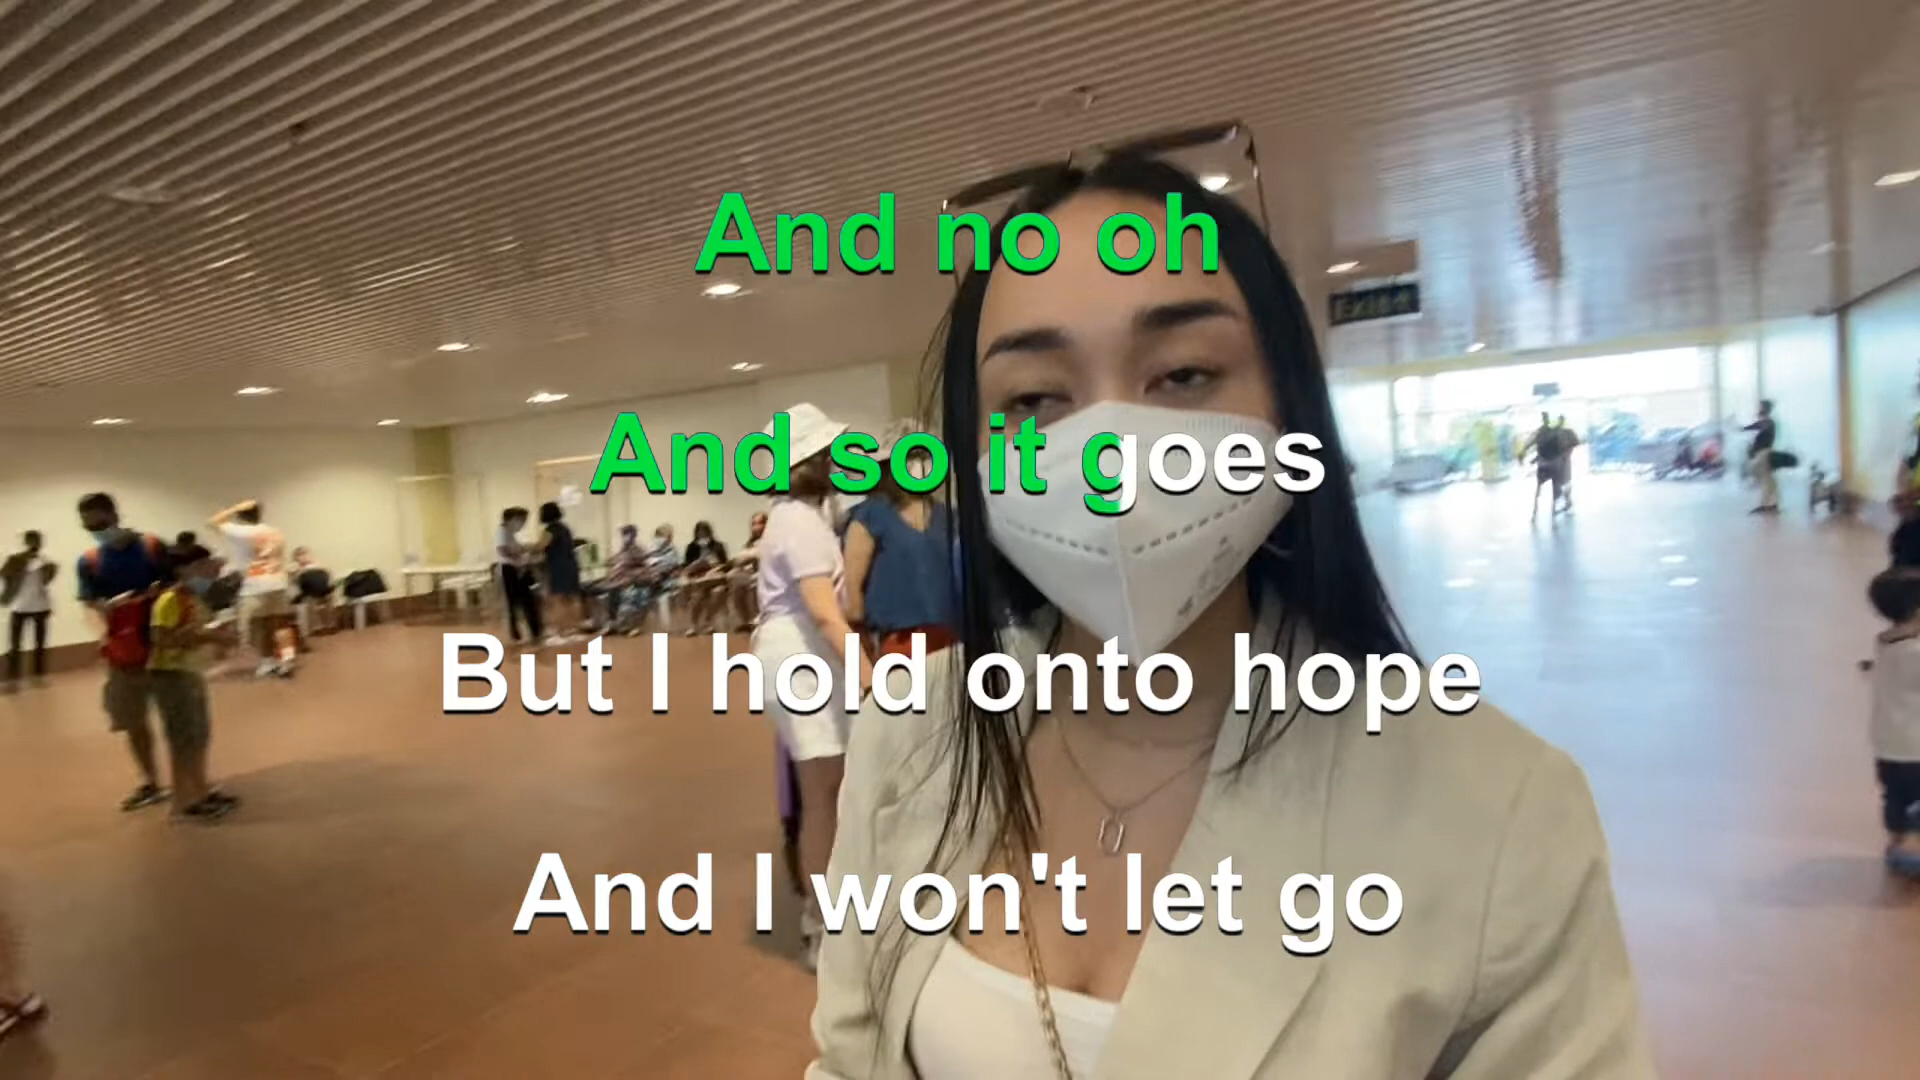 And no oh
And so it goes
But I hold onto hope
And I won't let go